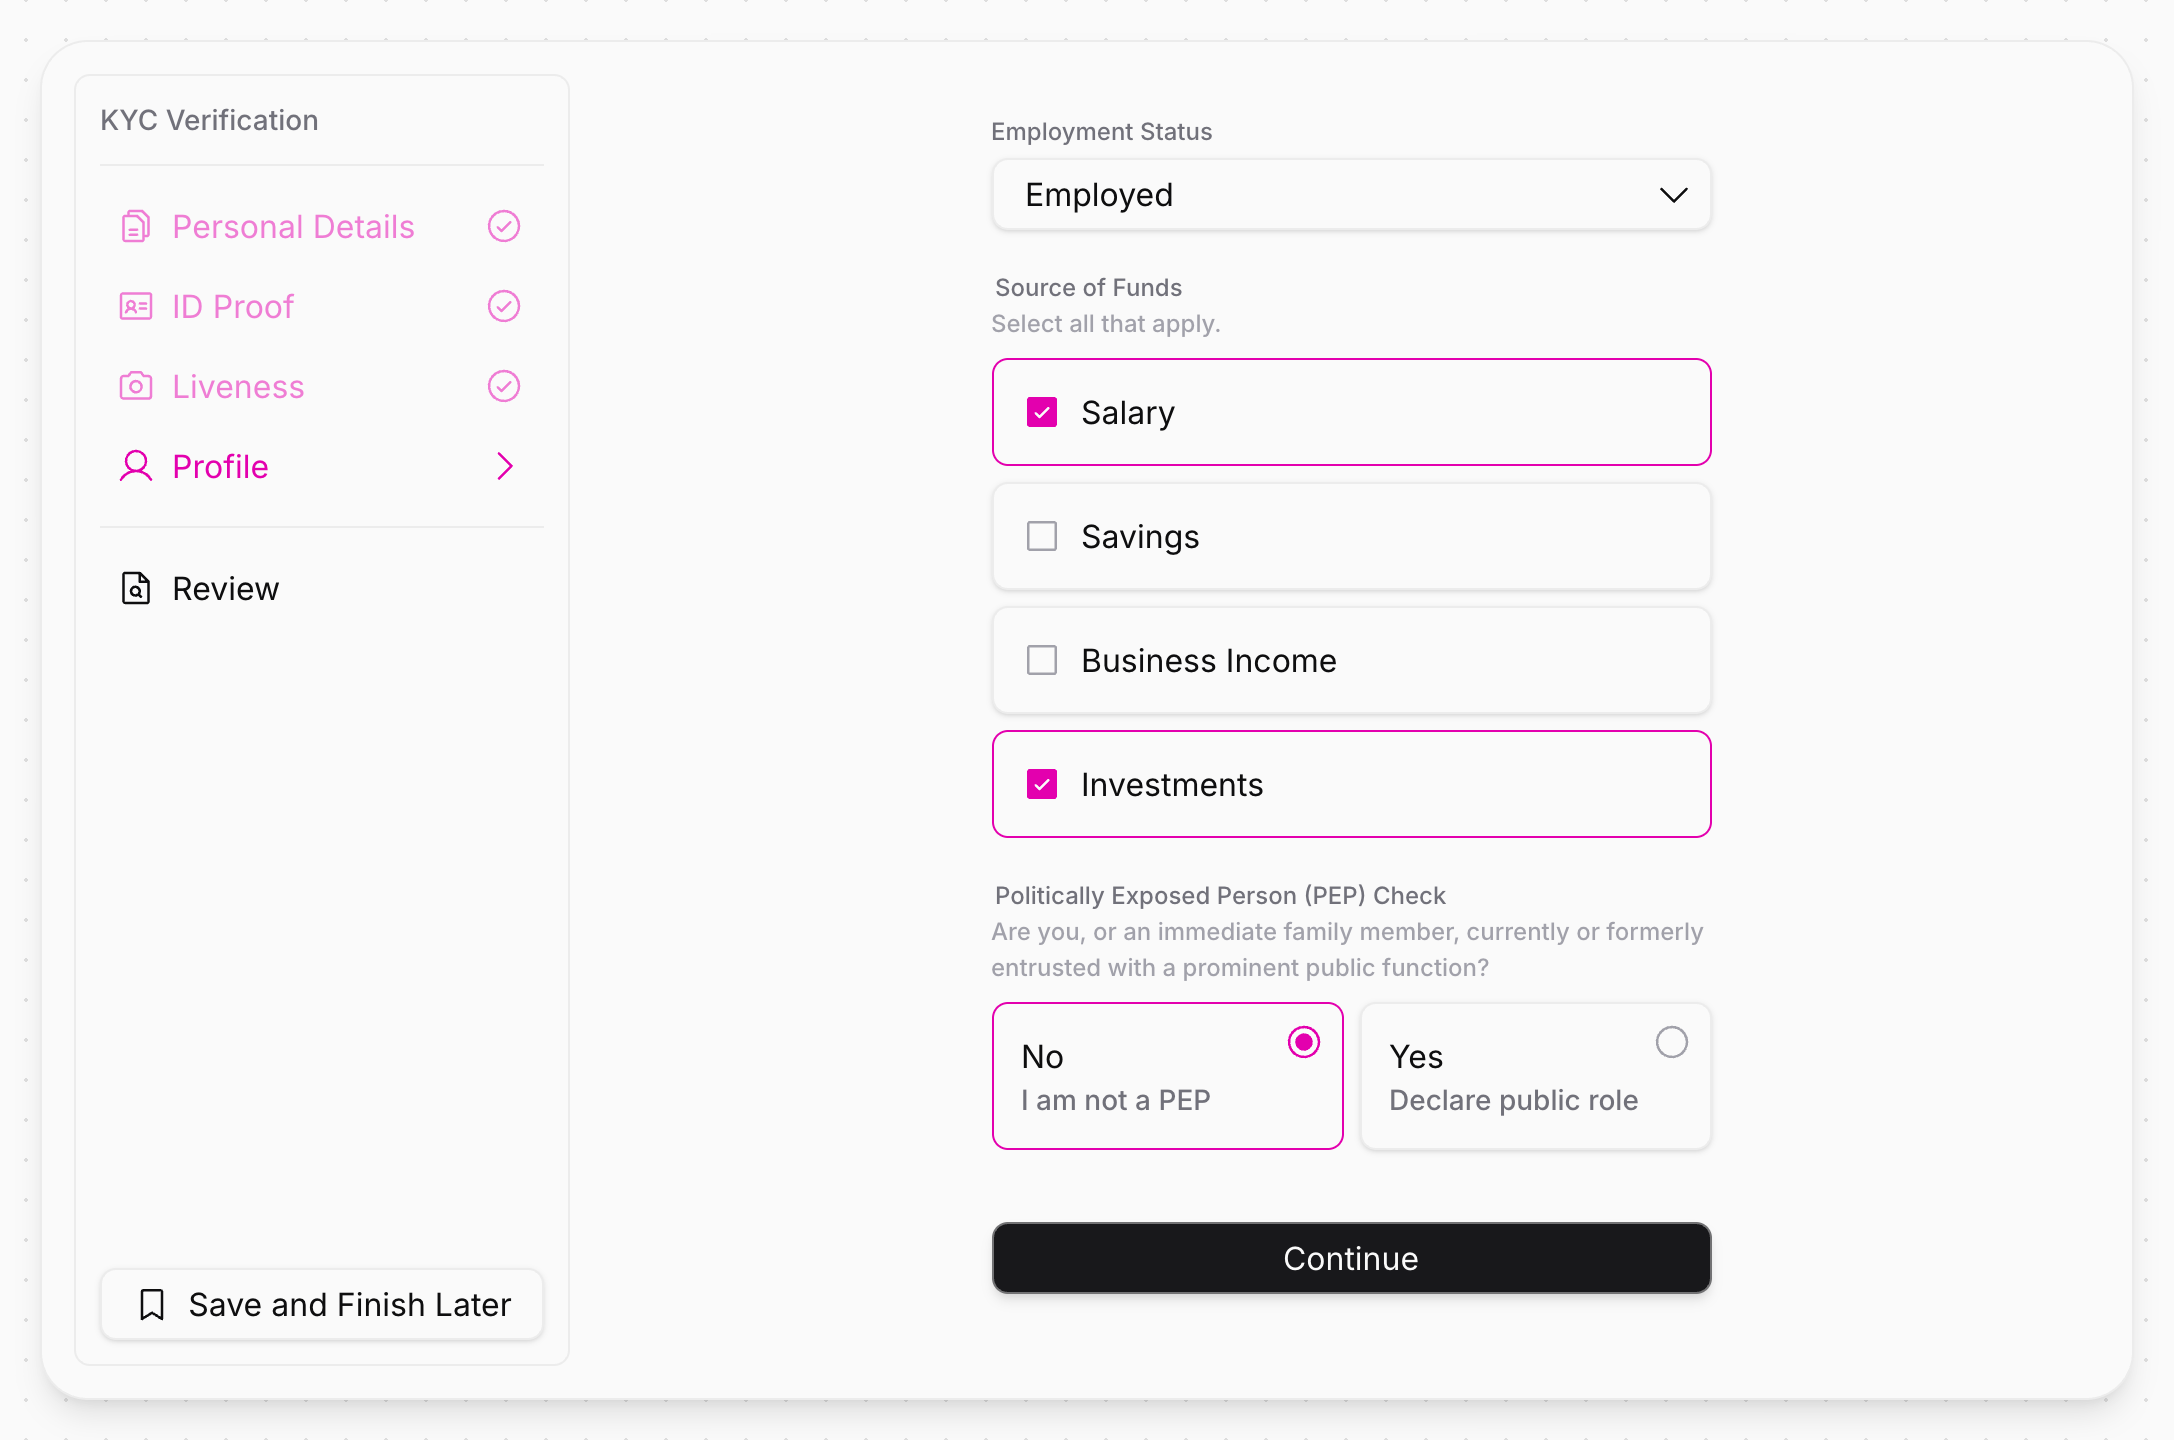 KYC Verification
Personal Details
ID Proof
Liveness
Profile
Review
Save and Finish Later
Employment Status
Employed
Source of Funds
Select all that apply.
Salary
Savings
Business Income
Investments
Politically Exposed Person (PEP) Check
Are you, or an immediate family member, currently or formerly
entrusted with a prominent public function?
No
I am not a PEP
Yes
Declare public role
Continue